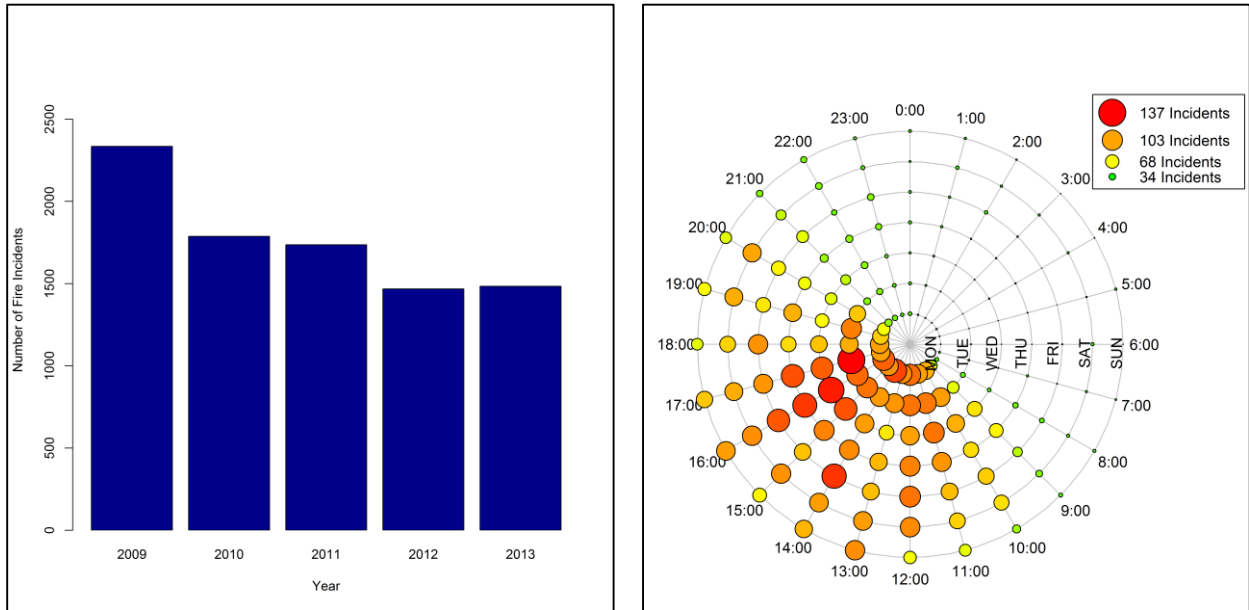 Number of Fire Incidents
2500
2000
1500
1000
500
0
2009 2010 2011 2012 2013
Year
137 Incidents
103 Incidents
68 Incidents
34 Incidents
0:00
1:00
2:00
3:00
4:00
5:00
6:00
7:00
8:00
9:00
10:00
11:00
12:00
13:00
14:00
15:00
16:00
17:00
18:00
19:00
20:00
21:00
22:00
23:00
MON
TUE
WED
THU
FRI
SAT
SUN